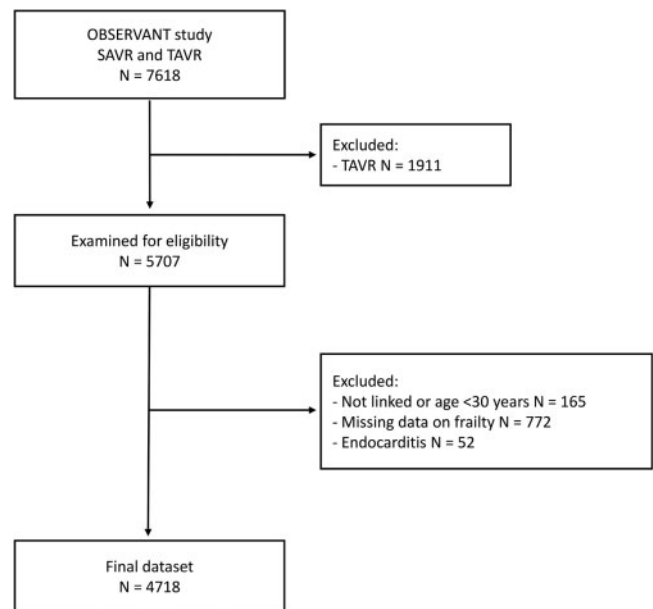 OBSERVANT study
SAVR and TAVR
N = 7618
Excluded:
- TAVR N = 1911
Examined for eligibility
N = 5707
Excluded:
- Not linked or age <30 years N = 165
- Missing data on frailty N = 772
- Endocarditis N = 52
Final dataset
N = 4718